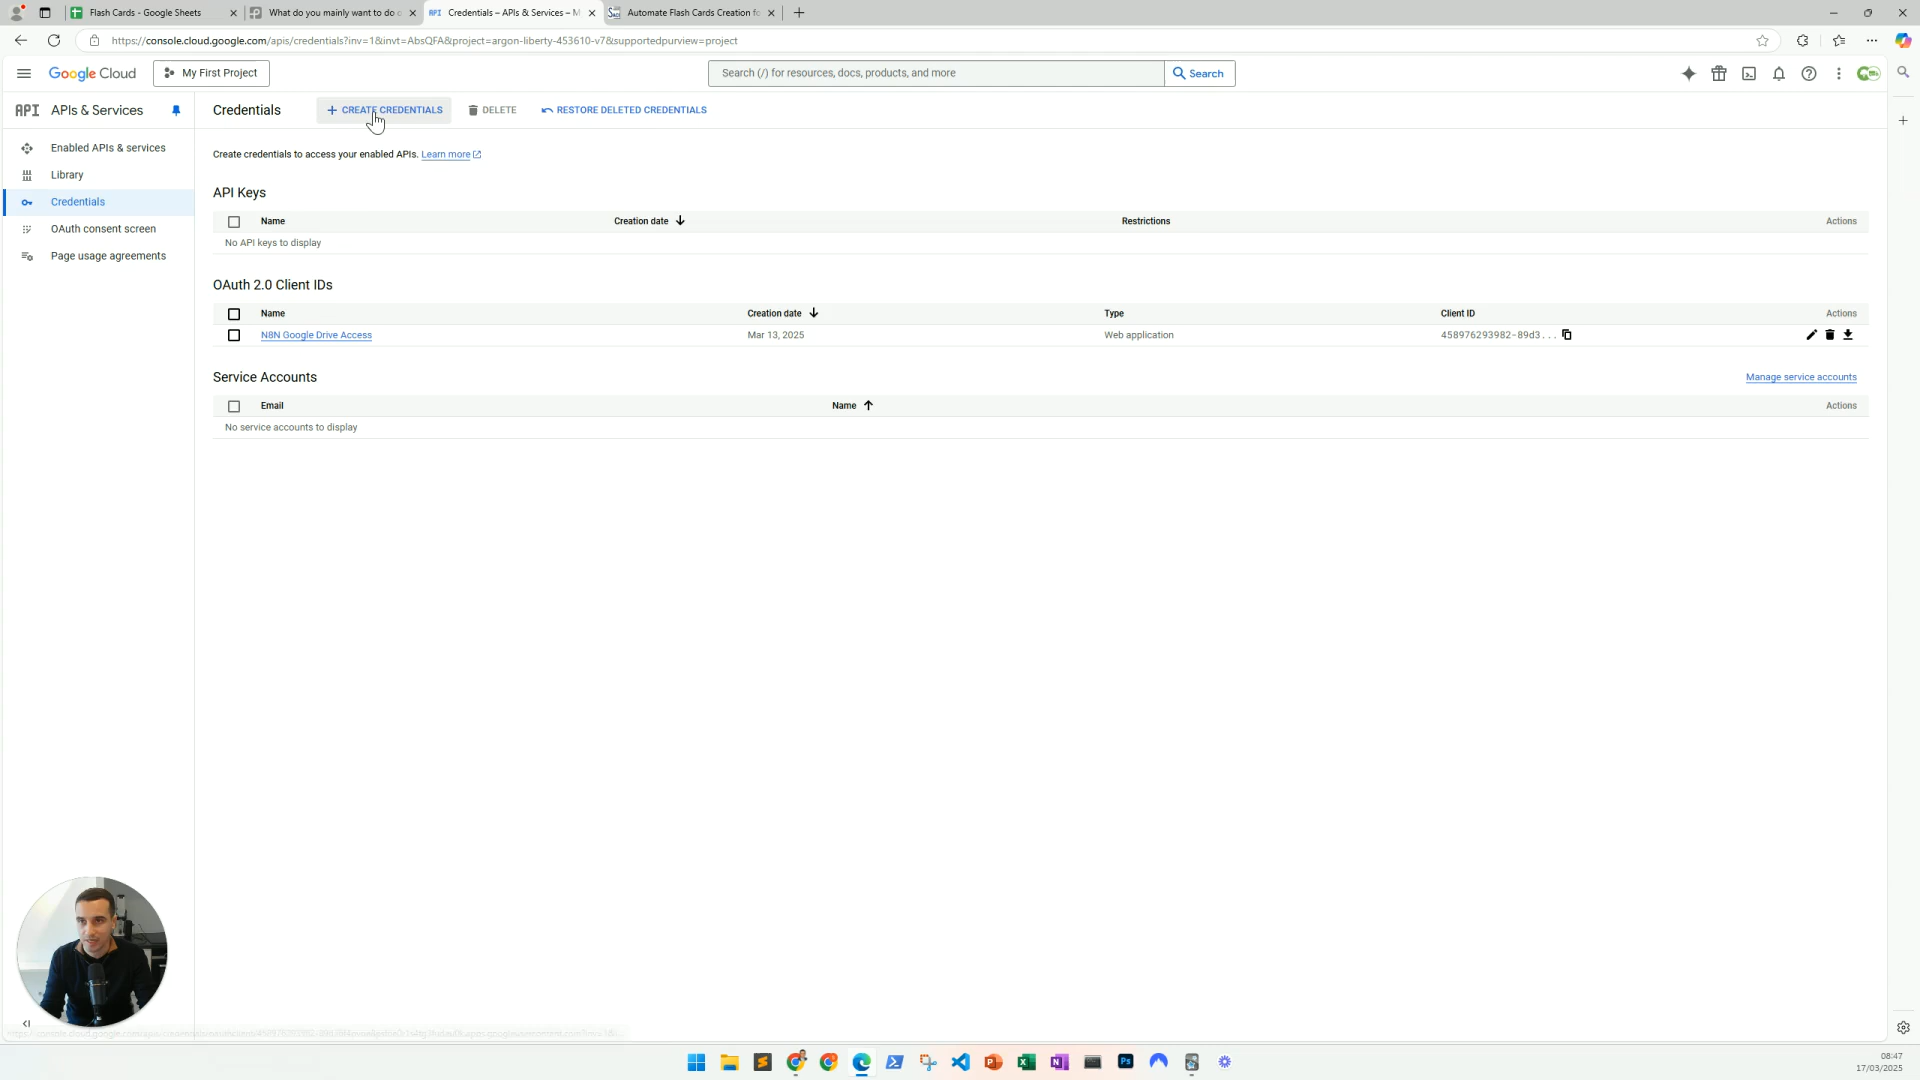 Flash Cards - Google Sheets
What do you mainly want to do
Credentials – APIs & Services – M
Automate Flash Cards Creation fo
https://console.cloud.google.com/apis/credentials?inv=1&invt=AbsQFA&project=argon-liberty-453610-v7&supportedpurview=project
Google Cloud
My First Project
Search (/) for resources, docs, products, and more
Search
API APIs & Services
Credentials
CREATE CREDENTIALS
DELETE
RESTORE DELETED CREDENTIALS
Enabled APIs & services
Library
Credentials
OAuth consent screen
Page usage agreements
Create credentials to access your enabled APIs. Learn more
API Keys
Name Creation date Restrictions Actions
No API keys to display
OAuth 2.0 Client IDs
Name Creation date Type Client ID Actions
N8N Google Drive Access Mar 13, 2025 Web application 458976293982-89d3...
Service Accounts Manage service accounts
Email Name Actions
No service accounts to display
08:47
17/03/2025